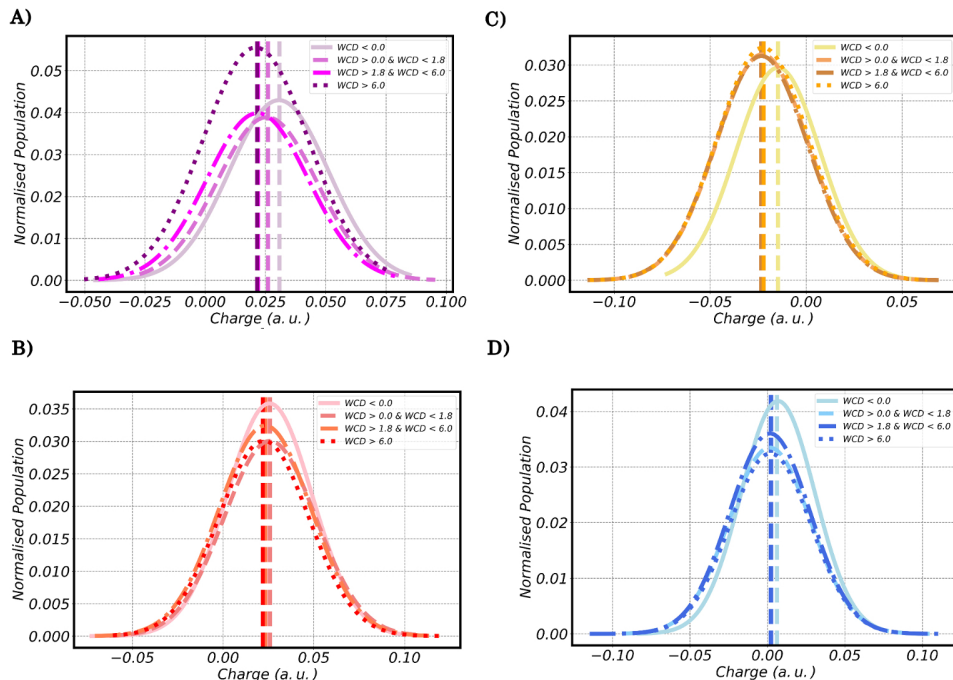 A)
WCD < 0.0
WCD > 0.0 & WCD < 1.8
WCD > 1.8 & WCD < 6.0
WCD > 6.0
Normalised Population
0.05
0.04
0.03
0.02
0.01
0.00
−0.050 −0.025 0.000 0.025 0.050 0.075 0.100
Charge (a. u. )
C)
WCD < 0.0
WCD > 0.0 & WCD < 1.8
WCD > 1.8 & WCD < 6.0
WCD > 6.0
Normalised Population
0.030
0.025
0.020
0.015
0.010
0.005
0.000
−0.10 −0.05 0.00 0.05
Charge (a. u. )
B)
WCD < 0.0
WCD > 0.0 & WCD < 1.8
WCD > 1.8 & WCD < 6.0
WCD > 6.0
Normalised Population
0.035
0.030
0.025
0.020
0.015
0.010
0.005
0.000
−0.05 0.00 0.05 0.10
Charge (a. u. )
D)
WCD < 0.0
WCD > 0.0 & WCD < 1.8
WCD > 1.8 & WCD < 6.0
WCD > 6.0
Normalised Population
0.04
0.03
0.02
0.01
0.00
−0.10 −0.05 0.00 0.05 0.10
Charge (a. u. )